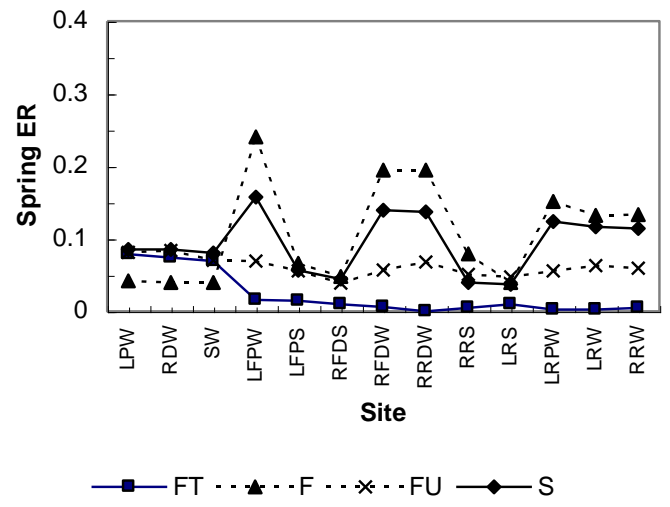 0.4
0.3
0.2
0.1
0
Spring ER
LPW
RDW
SW
LFPW
LFPS
RFDS
RFDW
RRDW
RRS
LRS
LRPW
LRW
RRW
Site
FT F FU S